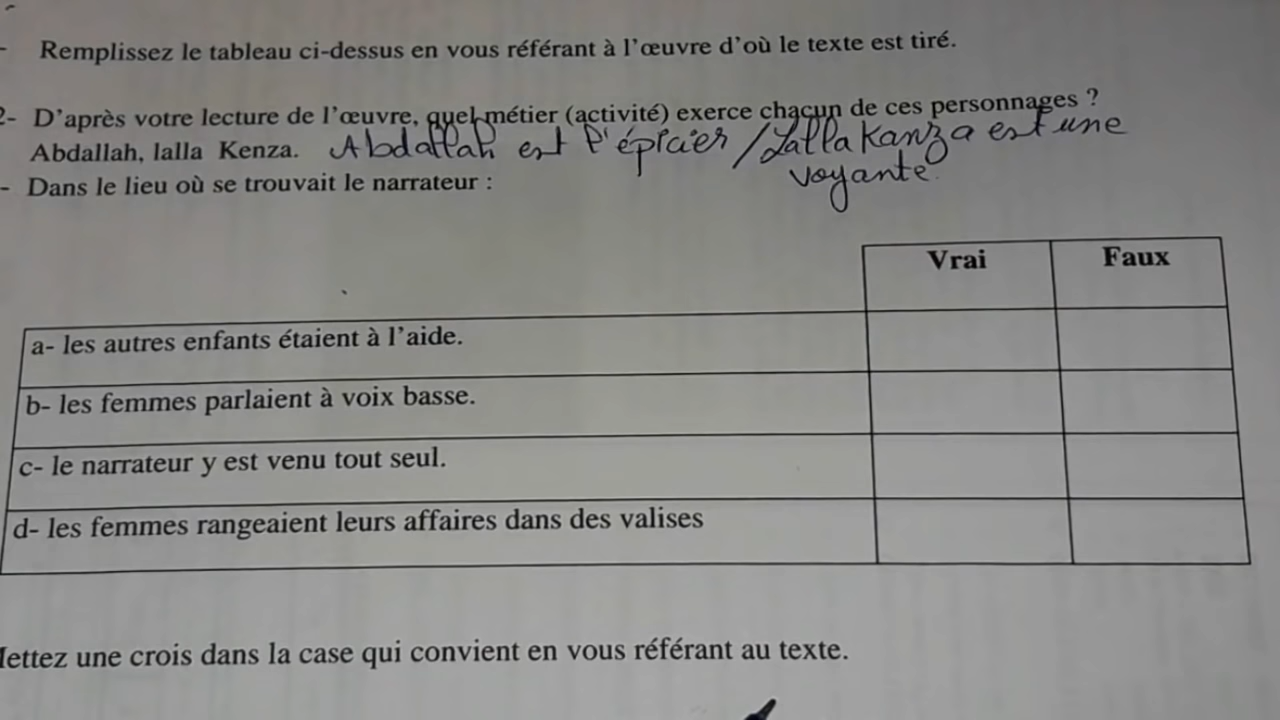 - Remplissez le tableau ci-dessus en vous référant à l'œuvre d'où le texte est tiré.
2- D'après votre lecture de l'œuvre, quel métier (activité) exerce chacun de ces personnages ?
Abdallah, lalla Kenza. Abdallah est l'épicier / Lalla Kanza est une
voyante.
- Dans le lieu où se trouvait le narrateur :
Vrai Faux
a- les autres enfants étaient à l'aide.
b- les femmes parlaient à voix basse.
c- le narrateur y est venu tout seul.
d- les femmes rangeaient leurs affaires dans des valises
Mettez une crois dans la case qui convient en vous référant au texte.